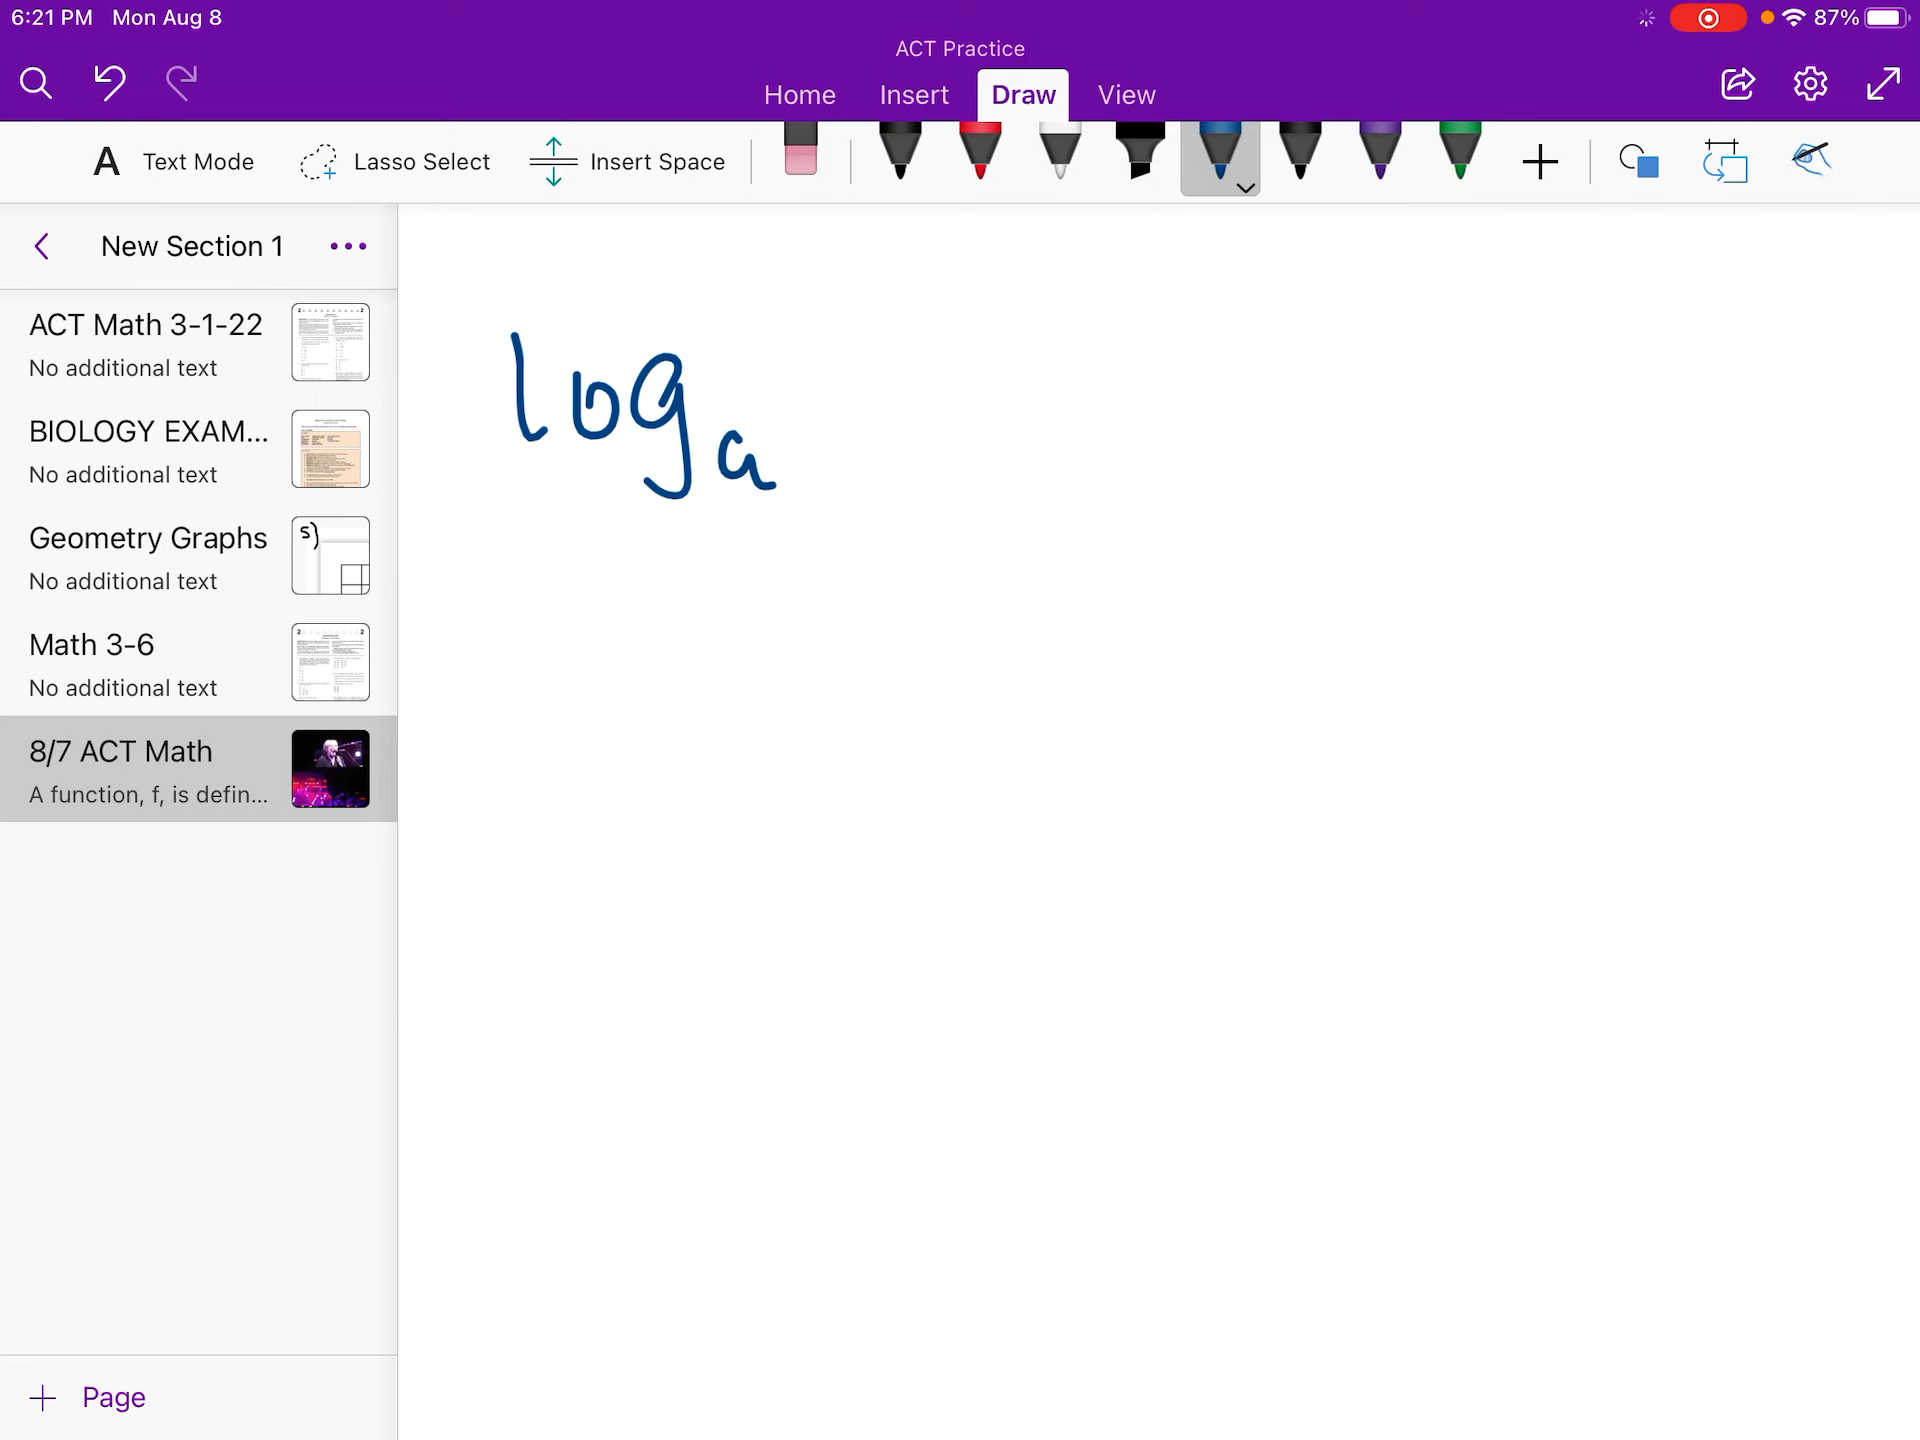 6:21 PM Mon Aug 8 87%
ACT Practice
Home Insert Draw View
A Text Mode Lasso Select Insert Space
New Section 1
ACT Math 3-1-22
No additional text
BIOLOGY EXAM...
No additional text
Geometry Graphs
No additional text
5)
Math 3-6
No additional text
8/7 ACT Math
A function, f, is defin...
Page
log a